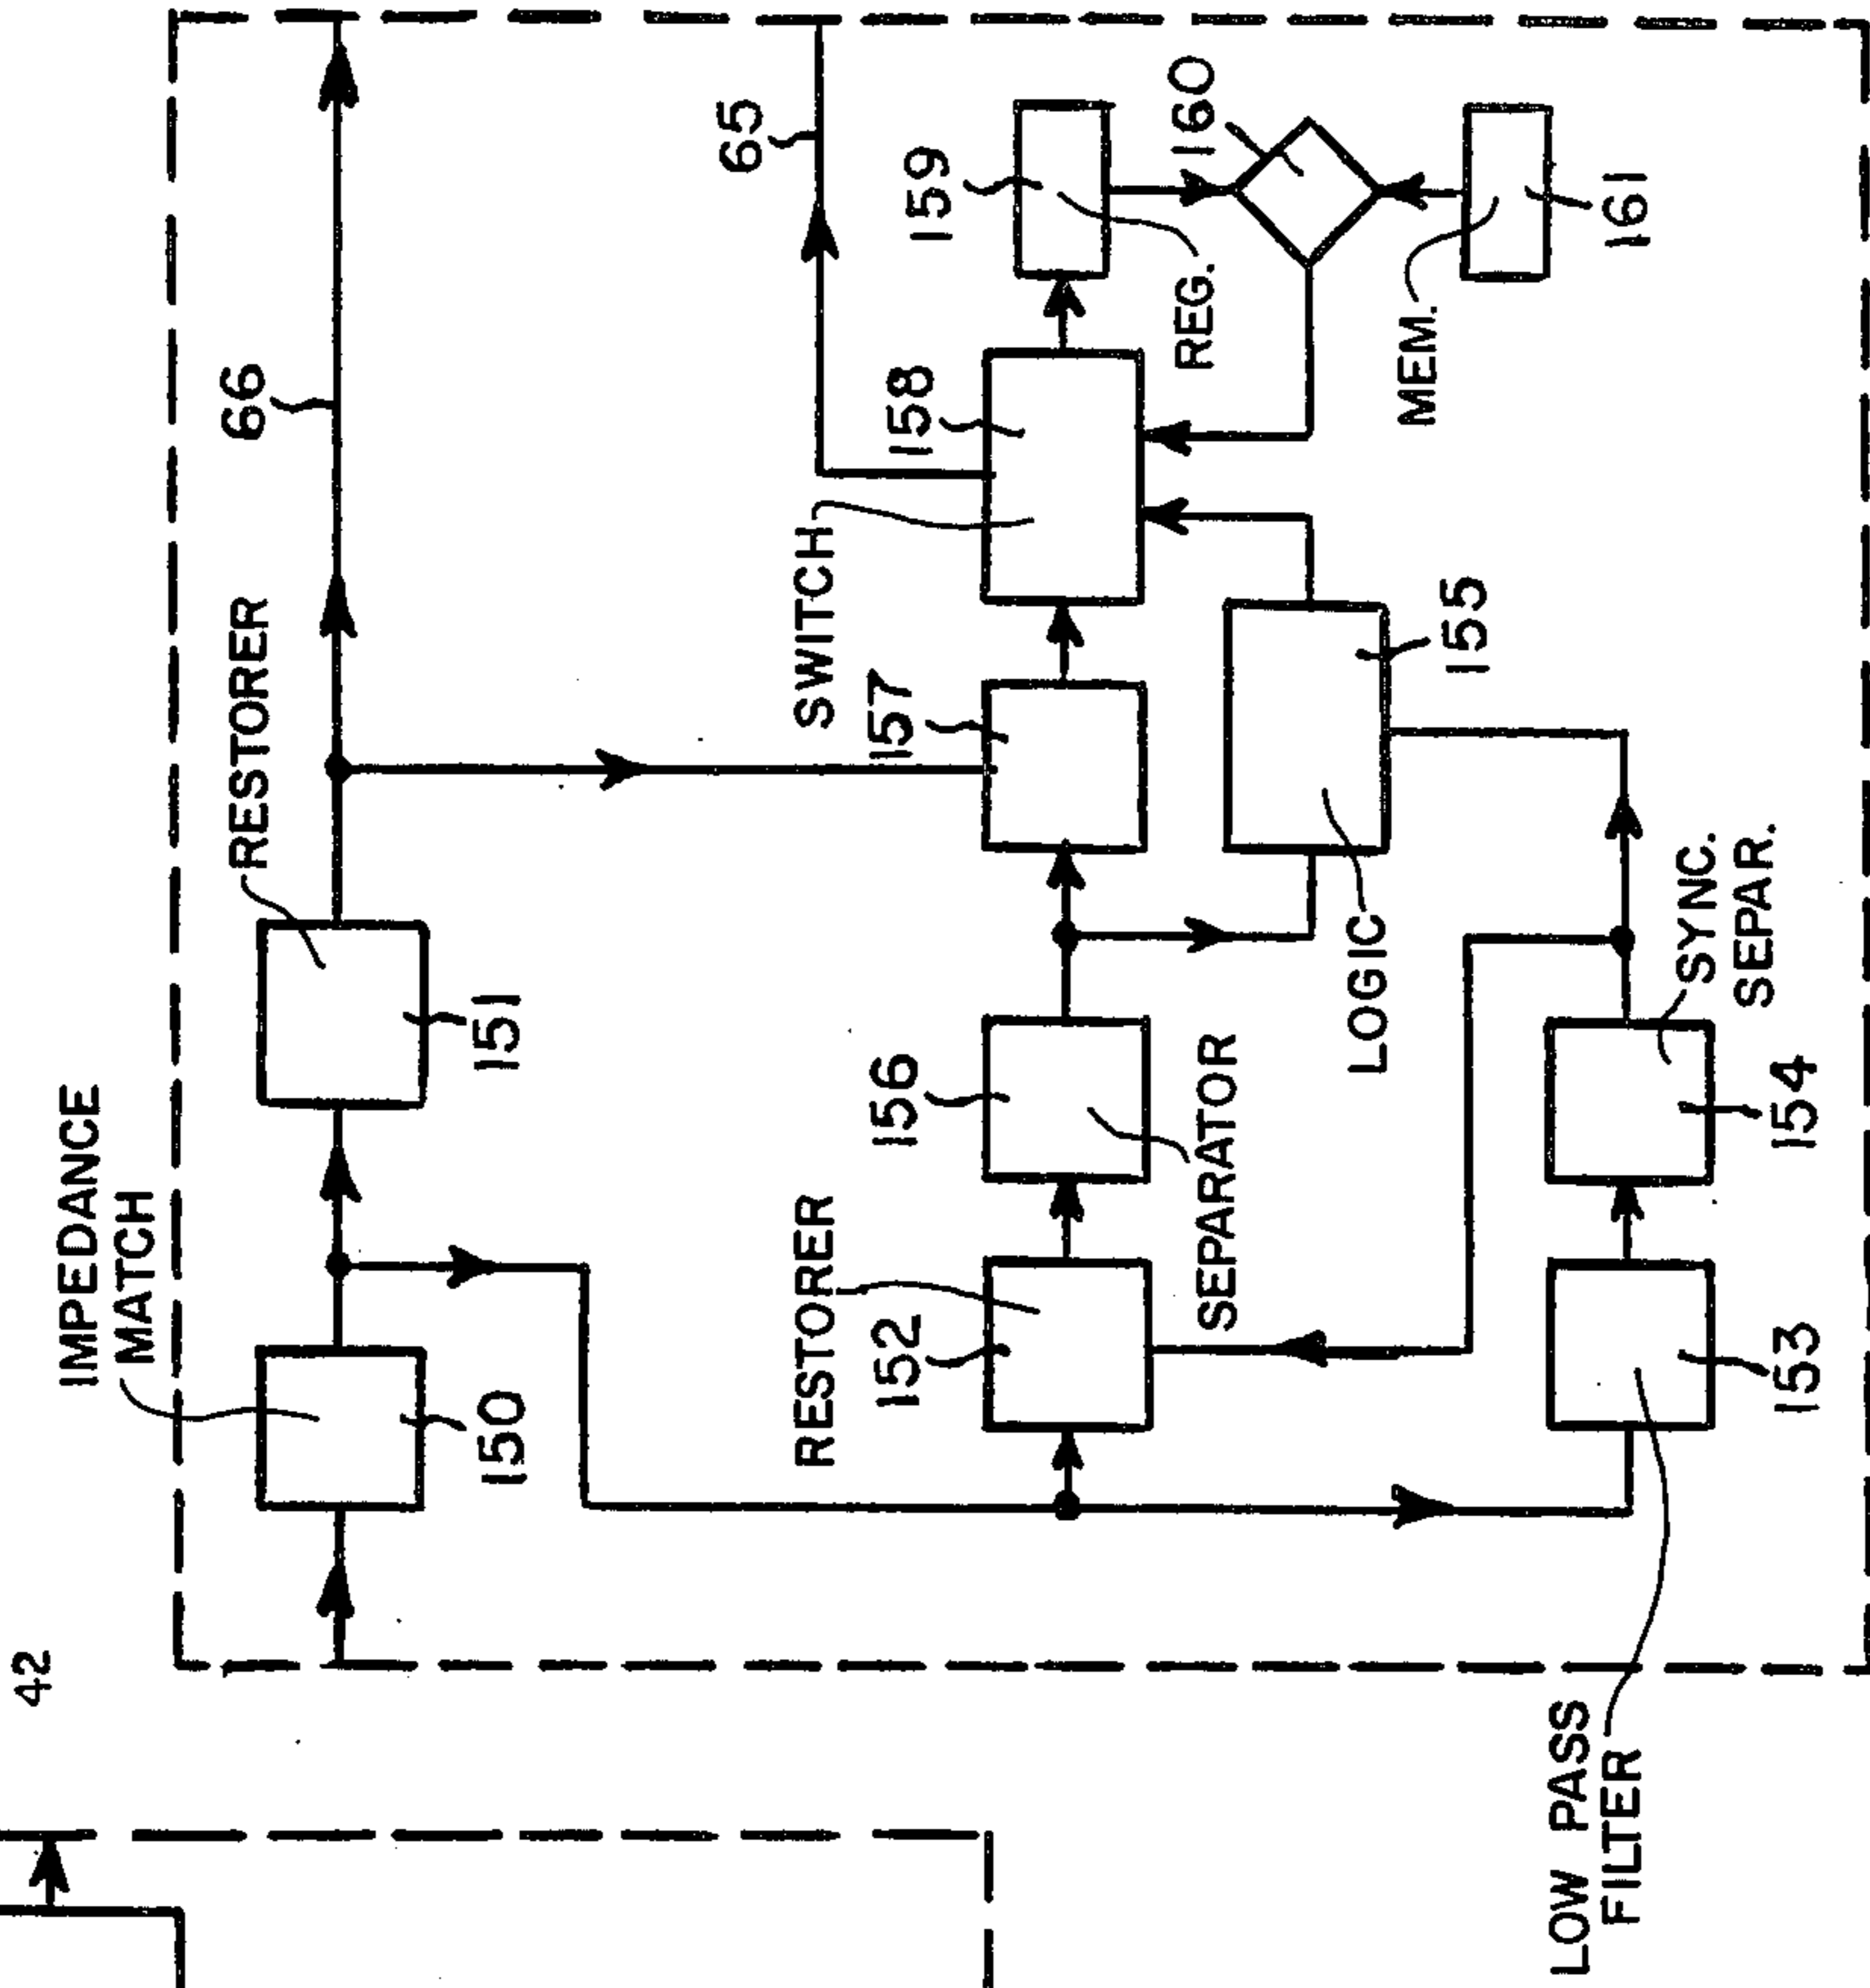 42
IMPEDANCE
MATCH
150
RESTORER
151
66
RESTORER
152
156
SEPARATOR
157
SWITCH
158
65
159
REG.
160
LOGIC
155
MEM.
161
LOW PASS
FILTER
153
SYNC.
SEPAR.
154